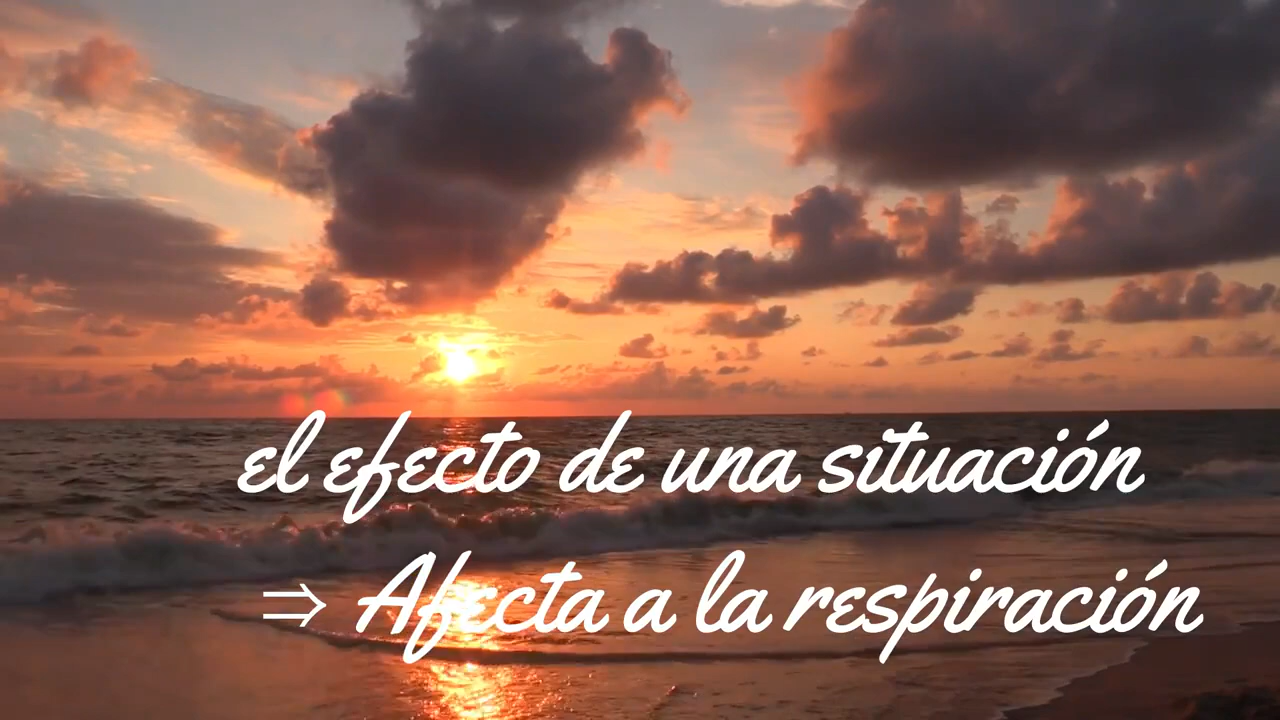 el efecto de una situación
⇒ Afecta a la respiración